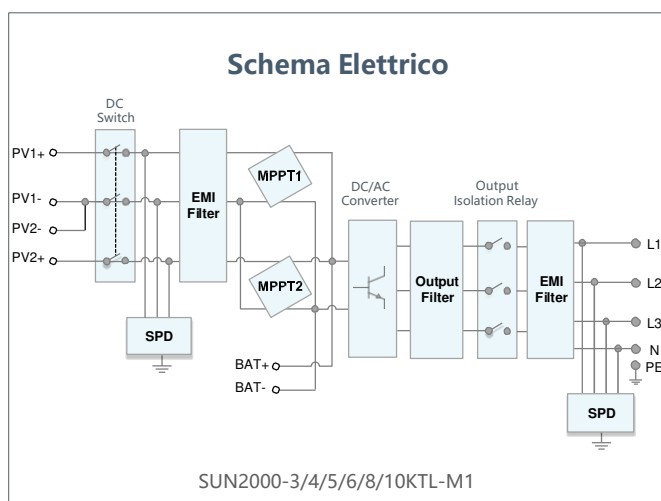 Schema Elettrico
DC
Switch
PV1+
PV1-
PV2-
PV2+
EMI
Filter
MPPT1
MPPT2
SPD
BAT+
BAT-
DC/AC
Converter
Output
Filter
Output
Isolation Relay
EMI
Filter
L1
L2
L3
N
PE
SPD
SUN2000-3/4/5/6/8/10KTL-M1